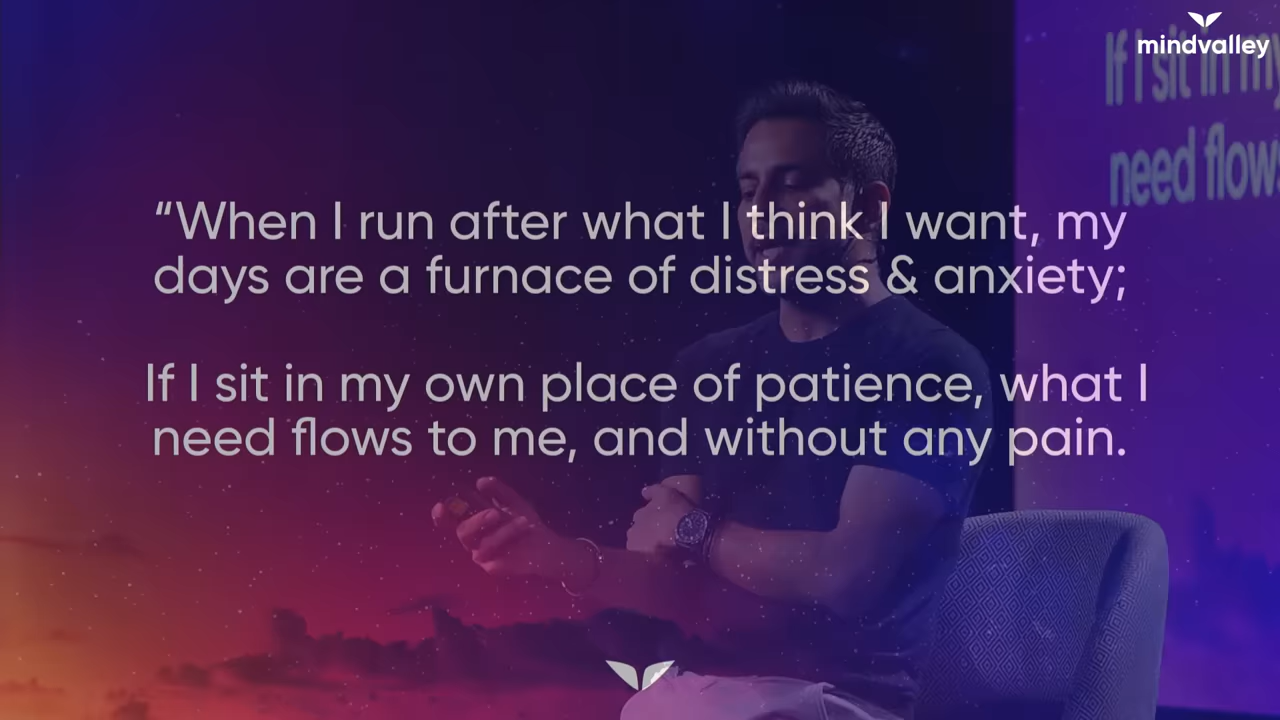 mindvalley
If I sit in my
need flows
“When I run after what I think I want, my
days are a furnace of distress & anxiety;
If I sit in my own place of patience, what I
need flows to me, and without any pain.